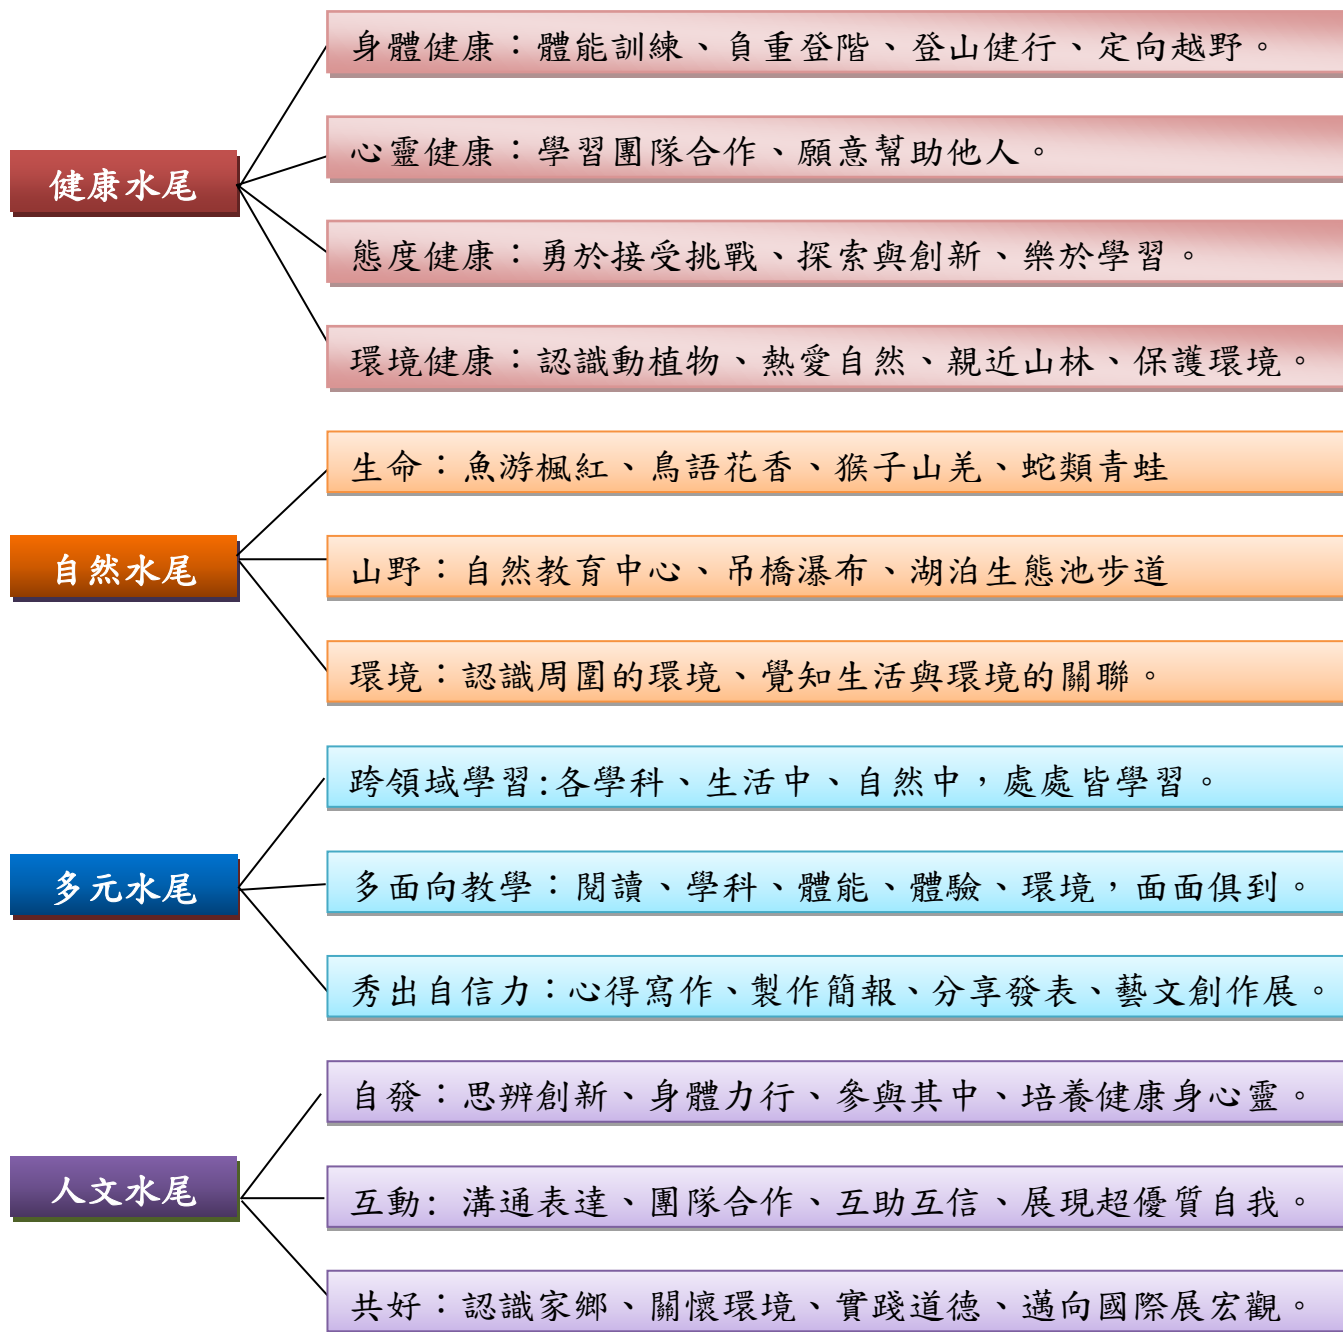 健康水尾
身體健康：體能訓練、負重登階、登山健行、定向越野。
心靈健康：學習團隊合作、願意幫助他人。
態度健康：勇於接受挑戰、探索與創新、樂於學習。
環境健康：認識動植物、熱愛自然、親近山林、保護環境。
自然水尾
生命：魚游楓紅、鳥語花香、猴子山羌、蛇類青蛙
山野：自然教育中心、吊橋瀑布、湖泊生態池步道
環境：認識周圍的環境、覺知生活與環境的關聯。
多元水尾
跨領域學習:各學科、生活中、自然中，處處皆學習。
多面向教學：閱讀、學科、體能、體驗、環境，面面俱到。
秀出自信力：心得寫作、製作簡報、分享發表、藝文創作展。
人文水尾
自發：思辨創新、身體力行、參與其中、培養健康身心靈。
互動: 溝通表達、團隊合作、互助互信、展現超優質自我。
共好：認識家鄉、關懷環境、實踐道德、邁向國際展宏觀。